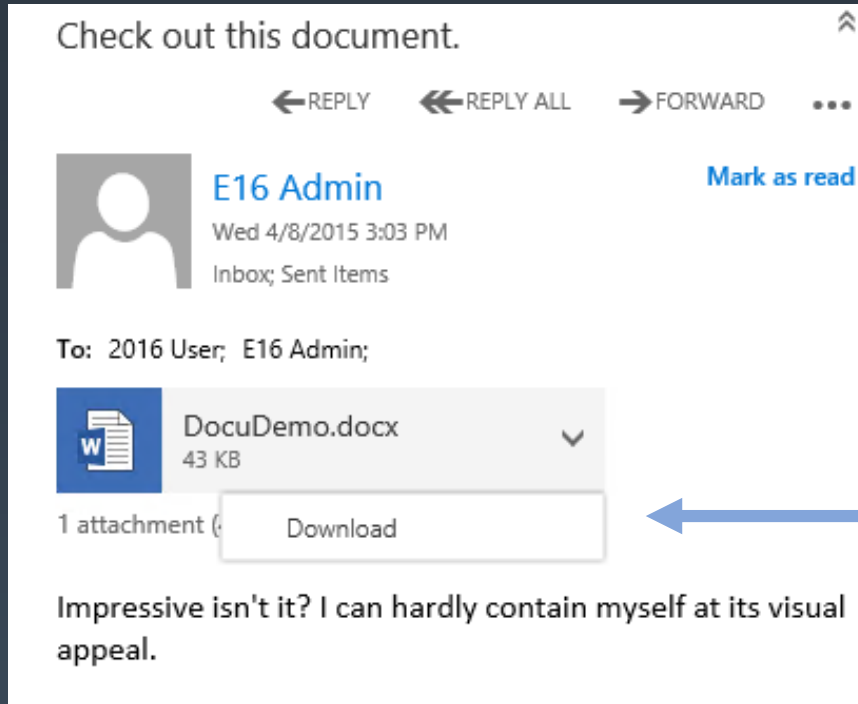 Check out this document.
REPLY REPLY ALL FORWARD
E16 Admin
Mark as read
Wed 4/8/2015 3:03 PM
Inbox; Sent Items
To: 2016 User; E16 Admin;
W
DocuDemo.docx
43 KB
1 attachment (
Download
Impressive isn't it? I can hardly contain myself at its visual
appeal.